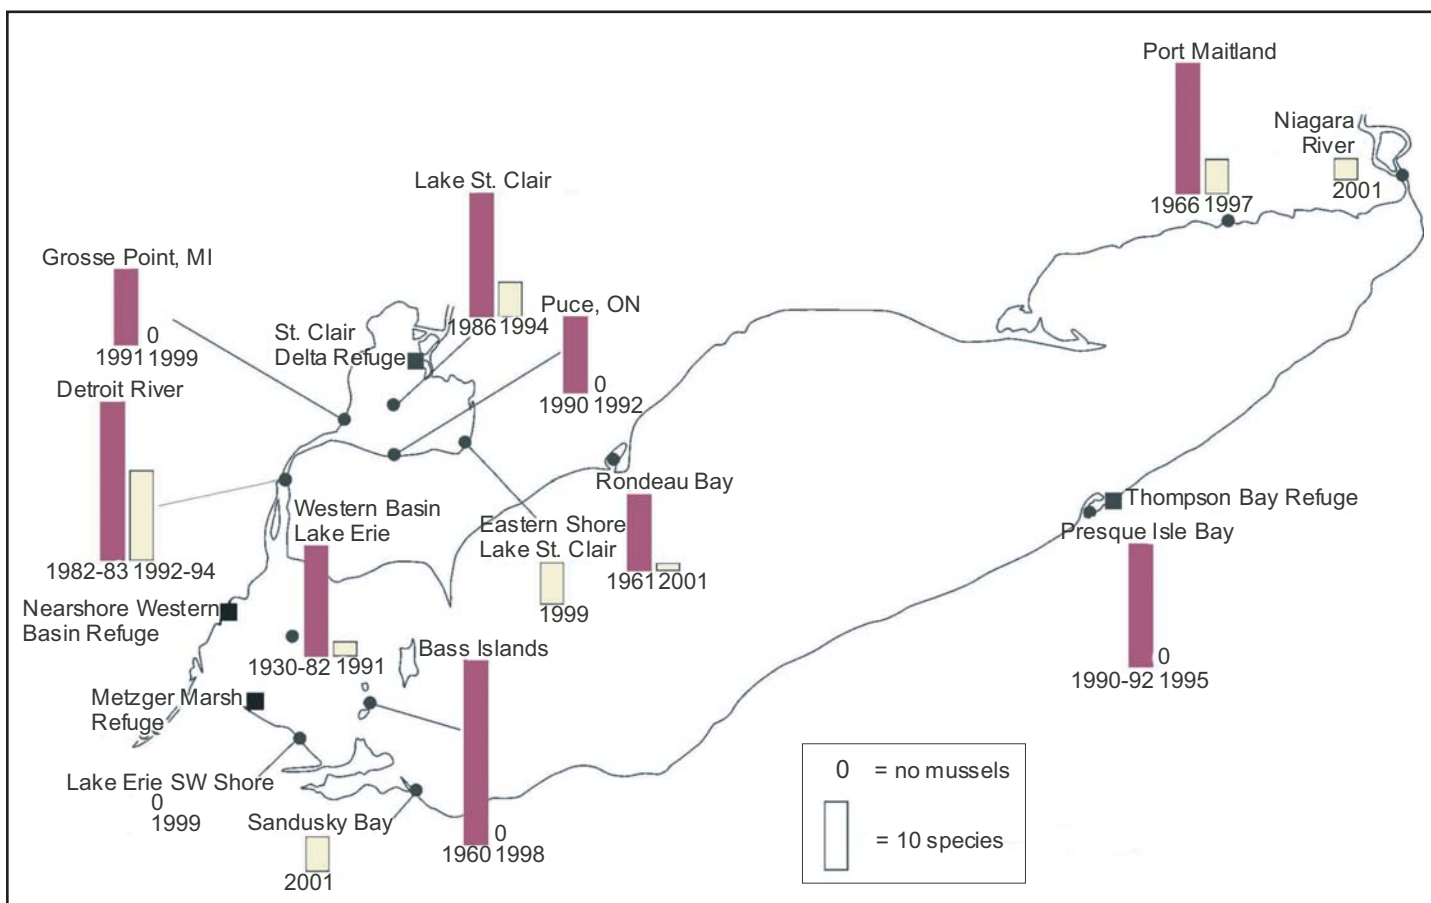 Port Maitland
1966 1997
Niagara
River
2001
Lake St. Clair
1986 1994
Grosse Point, MI
0
1991 1999
St. Clair
Delta Refuge
Puce, ON
0
1990 1992
Detroit River
1982-83 1992-94
Western Basin
Lake Erie
1930-82 1991
Eastern Shore
Lake St. Clair
1999
Rondeau Bay
1961 2001
Thompson Bay Refuge
Presque Isle Bay
0
1990-92 1995
Nearshore Western
Basin Refuge
Bass Islands
0
1960 1998
Metzger Marsh
Refuge
Lake Erie SW Shore
0
1999
Sandusky Bay
2001
0 = no mussels
= 10 species